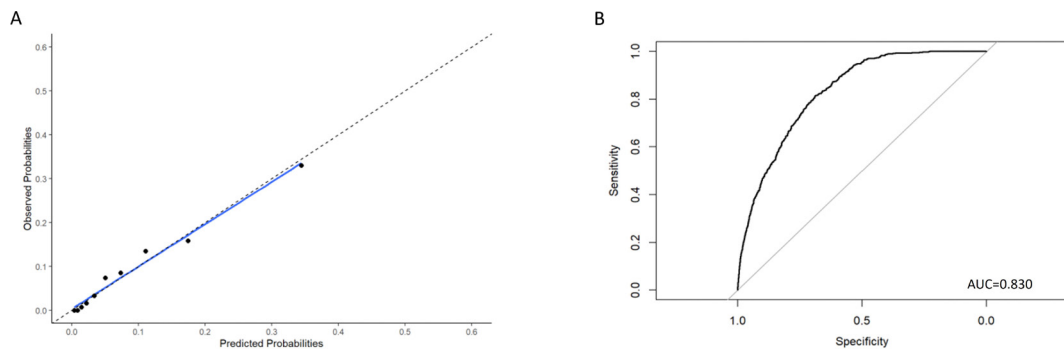 A
B
Observed Probabilities
0.6
0.5
0.4
0.3
0.2
0.1
0.0
0.0 0.1 0.2 0.3 0.4 0.5 0.6
Predicted Probabilities
Sensitivity
1.0
0.8
0.6
0.4
0.2
0.0
AUC=0.830
1.0 0.5 0.0
Specificity